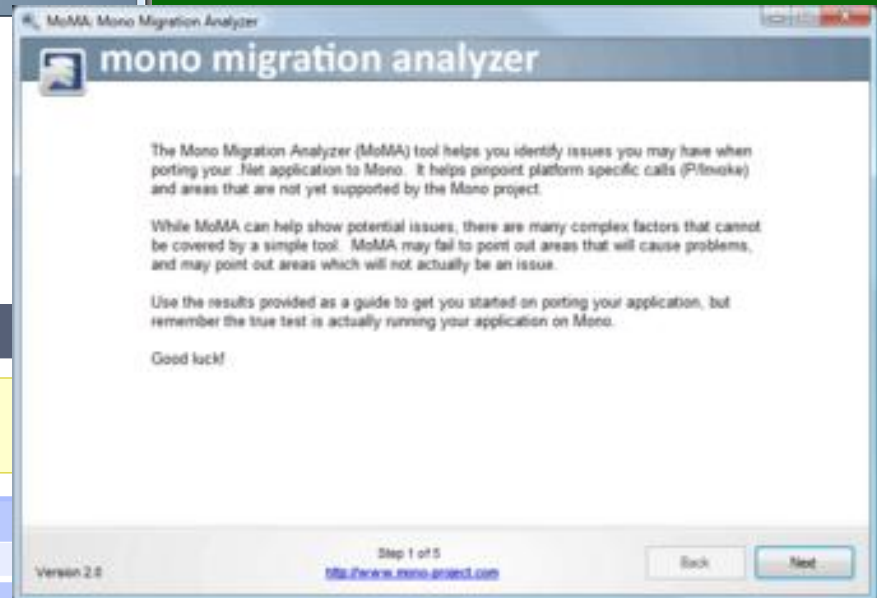 MoMA: Mono Migration Analyzer
mono migration analyzer
The Mono Migration Analyzer (MoMA) tool helps you identify issues you may have when
porting your .Net application to Mono. It helps pinpoint platform specific calls (P/Invoke)
and areas that are not yet supported by the Mono project.
While MoMA can help show potential issues, there are many complex factors that cannot
be covered by a simple tool. MoMA may fail to point out areas that will cause problems,
and may point out areas which will not actually be an issue.
Use the results provided as a guide to get you started on porting your application, but
remember the true test is actually running your application on Mono.
Good luck!
Step 1 of 5
Version 2.0
http://www.mono-project.com
Back
Next